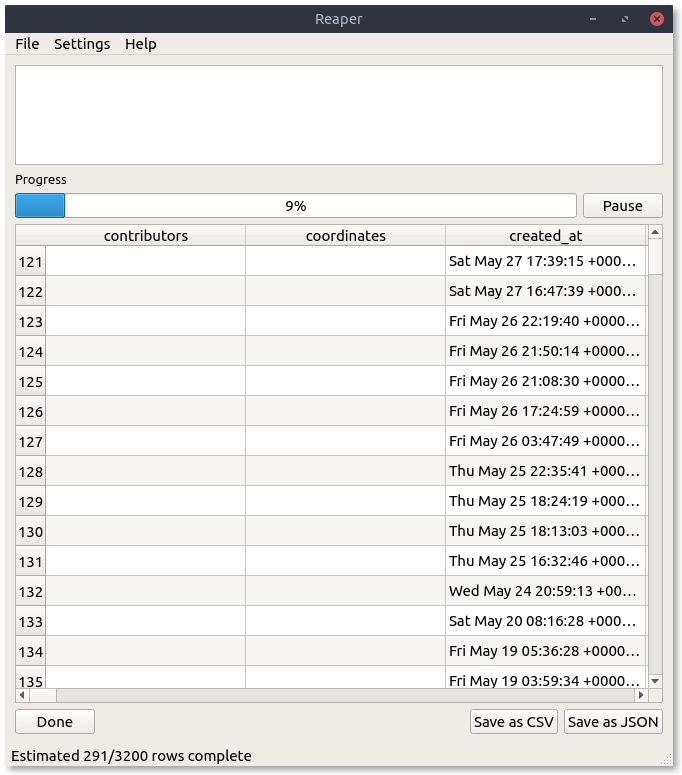 Reaper
File Settings Help
Progress
9% Pause
contributors coordinates created_at
121 Sat May 27 17:39:15 +000...
122 Sat May 27 16:47:39 +000...
123 Fri May 26 22:19:40 +0000...
124 Fri May 26 21:50:14 +0000...
125 Fri May 26 21:08:30 +0000...
126 Fri May 26 17:24:59 +0000...
127 Fri May 26 03:47:49 +0000...
128 Thu May 25 22:35:41 +000...
129 Thu May 25 18:24:19 +000...
130 Thu May 25 18:13:03 +000...
131 Thu May 25 16:32:46 +000...
132 Wed May 24 20:59:13 +00...
133 Sat May 20 08:16:28 +000...
134 Fri May 19 05:36:28 +0000...
135 Fri May 19 03:59:34 +0000...
Done Save as CSV Save as JSON
Estimated 291/3200 rows complete